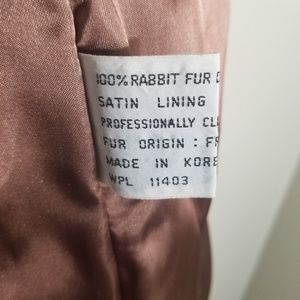 100% RABBIT FUR
SATIN LINING
PROFESSIONALLY
FUR ORIGIN :
MADE IN
WPL 11403